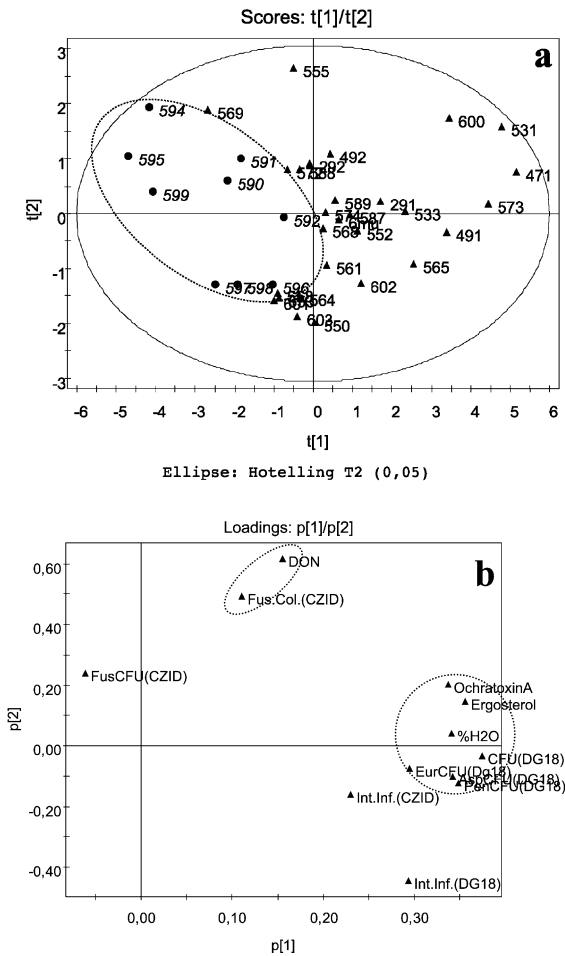 Scores: t[1]/t[2]
a
3
2
1
0
-1
-2
-3
t[2]
555
594
569
600
531
595
591
492
292
471
599
590
589
291
573
592
587
533
552
491
568
561
565
597
598
596
602
564
603
550
-6 -5 -4 -3 -2 -1 0 1 2 3 4 5 6
t[1]
Ellipse: Hotelling T2 (0,05)
Loadings: p[1]/p[2]
b
0,60
0,40
0,20
0,00
-0,20
-0,40
p[2]
DON
Fus.Col.(CZID)
FusCFU(CZID)
OchratoxinA
Ergosterol
%H2O
CFU(DG18)
EurCFU(Dg18)
AspCFU(DG18)
PenCFU(DG18)
Int.Inf.(CZID)
Int.Inf.(DG18)
0,00 0,10 0,20 0,30
p[1]